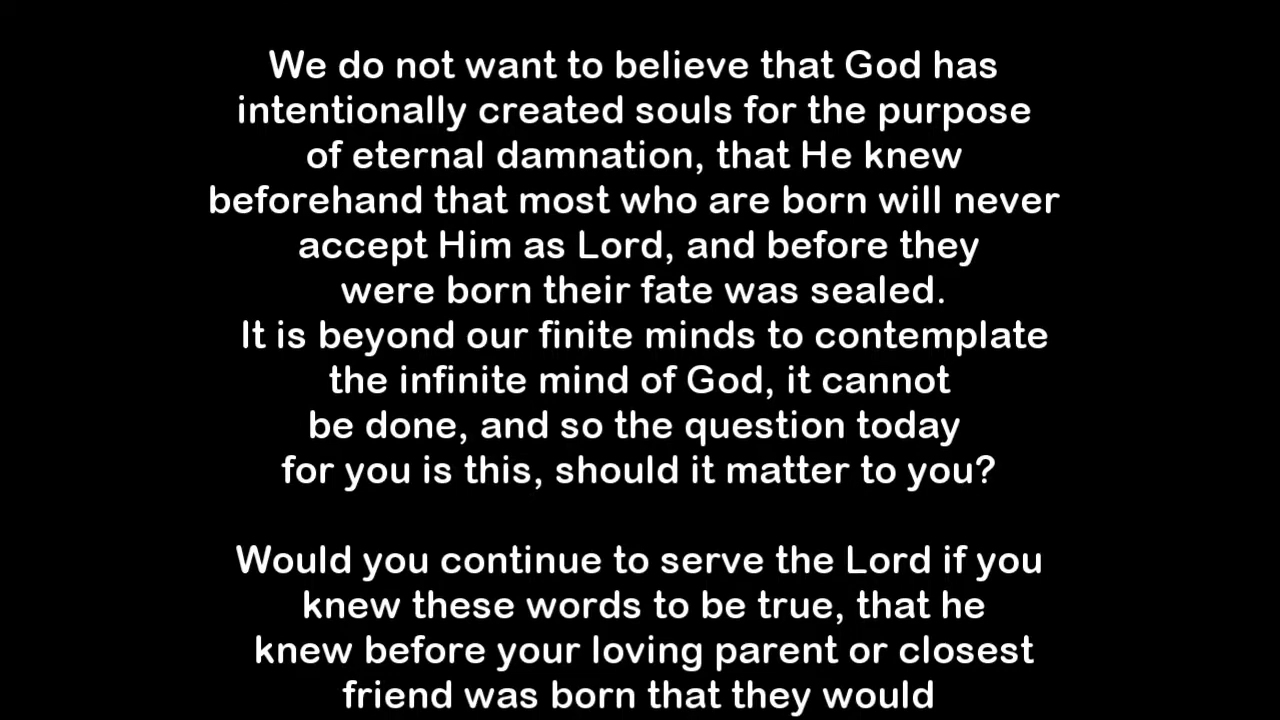 We do not want to believe that God has
intentionally created souls for the purpose
of eternal damnation, that He knew
beforehand that most who are born will never
accept Him as Lord, and before they
were born their fate was sealed.
It is beyond our finite minds to contemplate
the infinite mind of God, it cannot
be done, and so the question today
for you is this, should it matter to you?
Would you continue to serve the Lord if you
knew these words to be true, that he
knew before your loving parent or closest
friend was born that they would